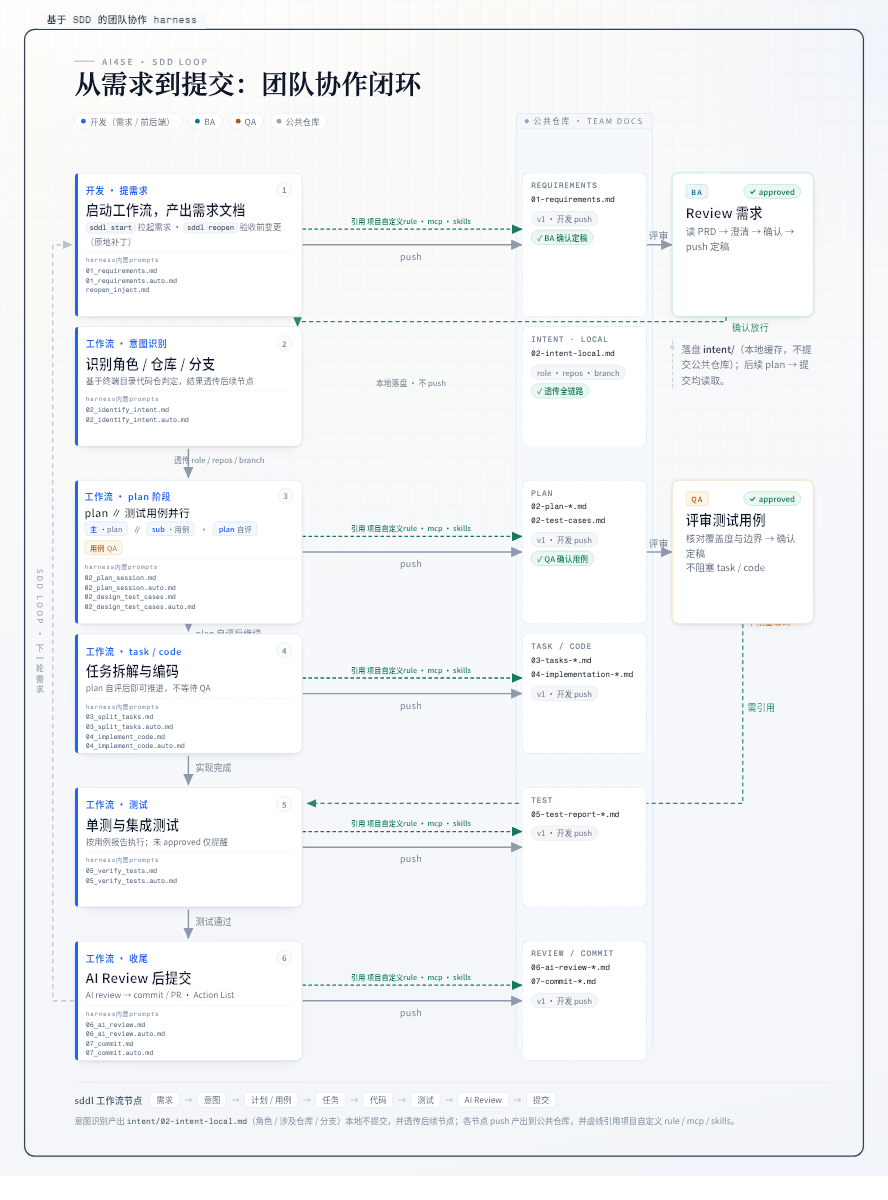 基于 SDD 的团队协作 harness
AI4SE · SDD LOOP
从需求到提交：团队协作闭环
开发（需求 / 前后端） BA QA 公共仓库
公共仓库 · TEAM DOCS
开发 · 提需求 1
启动工作流，产出需求文档
sddl start 拉起需求 · sddl reopen 验收前变更
（原地补丁）
harness内置prompts
01_requirements.md
01_requirements.auto.md
reopen_inject.md
引用 项目自定义rule · mcp · skills
push
REQUIREMENTS
01-requirements.md
v1 · 开发 push
✓ BA 确认定稿
评审
BA ✓ approved
Review 需求
读 PRD → 澄清 → 确认 →
push 定稿
确认放行
工作流 · 意图识别 2
识别角色 / 仓库 / 分支
基于终端目录代码仓判定，结果透传后续节点
harness内置prompts
02_identify_intent.md
02_identify_intent.auto.md
本地落盘 · 不 push
INTENT · LOCAL
02-intent-local.md
role · repos · branch
✓ 透传全链路
落盘 intent/（本地缓存，不提
交公共仓库）；后续 plan → 提
交均读取。
透传 role / repos / branch
工作流 · plan 阶段 3
plan // 测试用例并行
主 · plan // sub · 用例 · plan 自评
用例 QA
harness内置prompts
02_plan_session.md
02_plan_session.auto.md
02_design_test_cases.md
02_design_test_cases.auto.md
引用 项目自定义rule · mcp · skills
push
PLAN
02-plan-*.md
02-test-cases.md
v1 · 开发 push
✓ QA 确认用例
评审
QA ✓ approved
评审测试用例
核对覆盖度与边界 → 确认
定稿
不阻塞 task / code
plan 自评后继续
工作流 · task / code 4
任务拆解与编码
plan 自评后即可推进，不等待 QA
harness内置prompts
03_split_tasks.md
03_split_tasks.auto.md
04_implement_code.md
04_implement_code.auto.md
引用 项目自定义rule · mcp · skills
push
TASK / CODE
03-tasks-*.md
04-implementation-*.md
v1 · 开发 push
需引用
SDD LOOP · 下一轮需求
实现完成
工作流 · 测试 5
单测与集成测试
按用例报告执行；未 approved 仅提醒
harness内置prompts
05_verify_tests.md
05_verify_tests.auto.md
引用 项目自定义rule · mcp · skills
push
TEST
05-test-report-*.md
v1 · 开发 push
测试通过
工作流 · 收尾 6
AI Review 后提交
AI review → commit / PR · Action List
harness内置prompts
06_ai_review.md
06_ai_review.auto.md
07_commit.md
07_commit.auto.md
引用 项目自定义rule · mcp · skills
push
REVIEW / COMMIT
06-ai-review-*.md
07-commit-*.md
v1 · 开发 push
sddl 工作流节点 需求 → 意图 → 计划 / 用例 → 任务 → 代码 → 测试 → AI Review → 提交
意图识别产出 intent/02-intent-local.md（角色 / 涉及仓库 / 分支）本地不提交，并透传后续节点；各节点 push 产出到公共仓库，并虚线引用项目自定义 rule / mcp / skills。